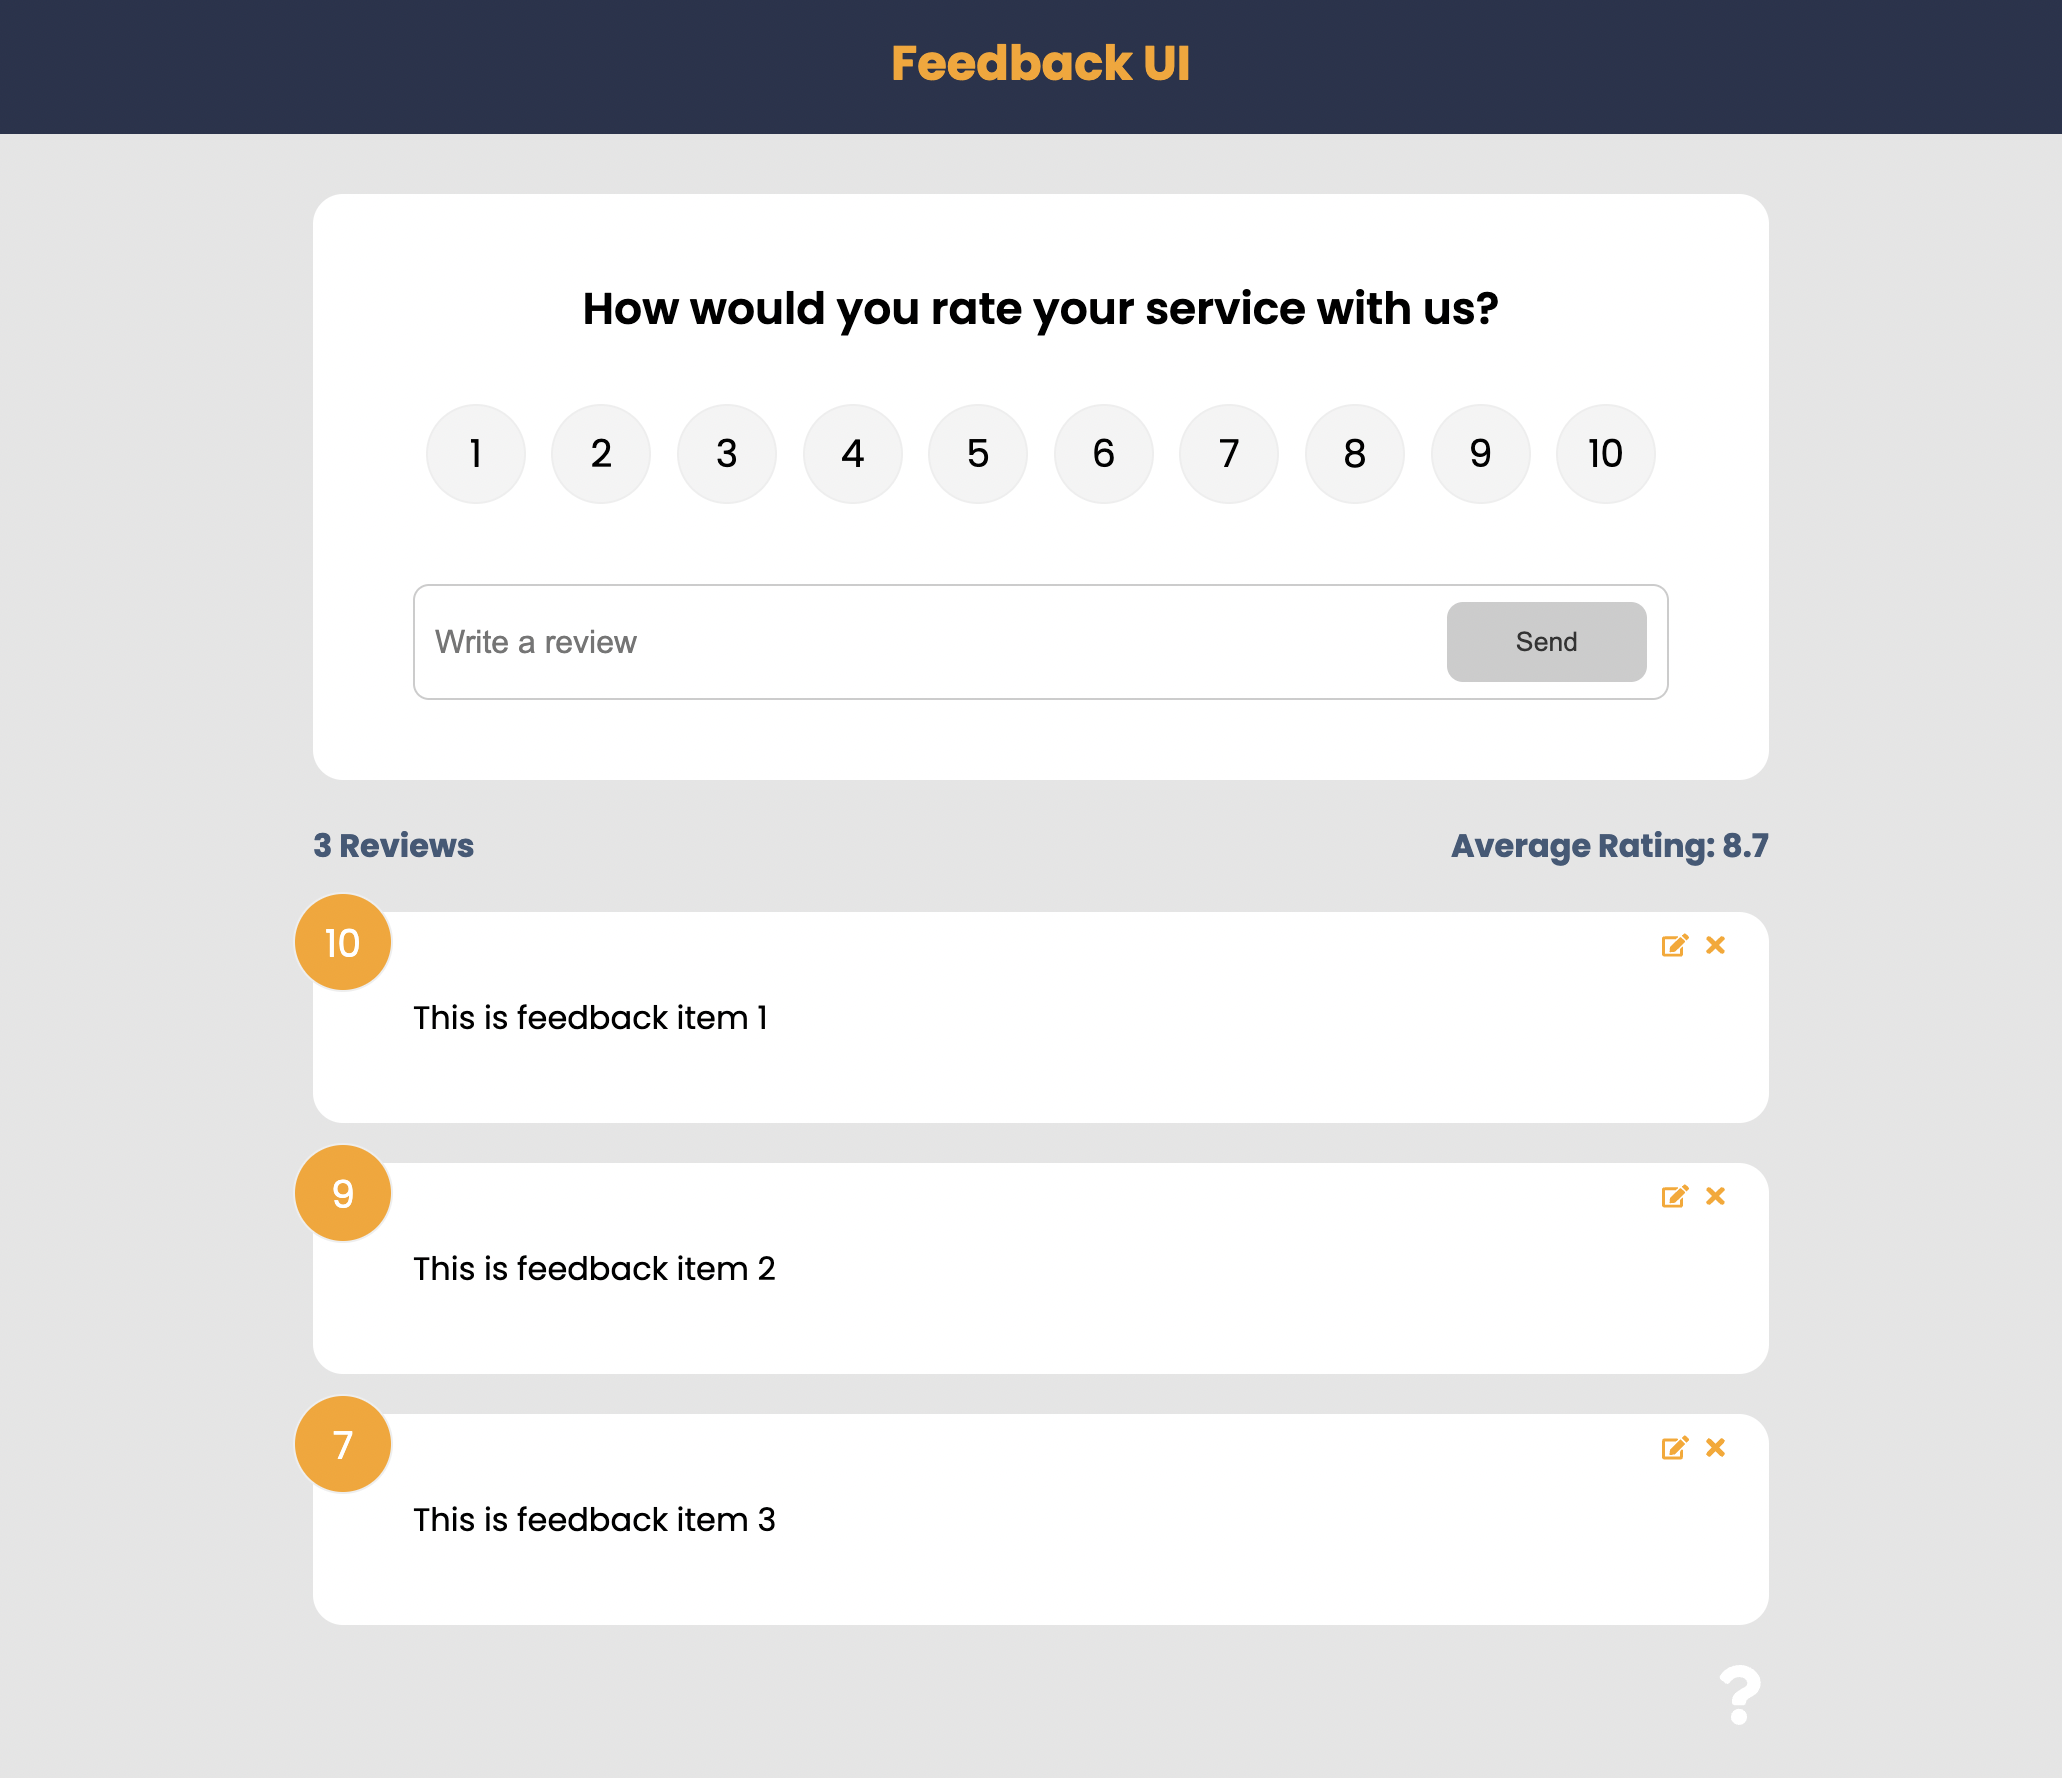 Feedback UI
How would you rate your service with us?
1 2 3 4 5 6 7 8 9 10
Write a review
Send
3 Reviews
Average Rating: 8.7
10
This is feedback item 1
9
This is feedback item 2
7
This is feedback item 3
?